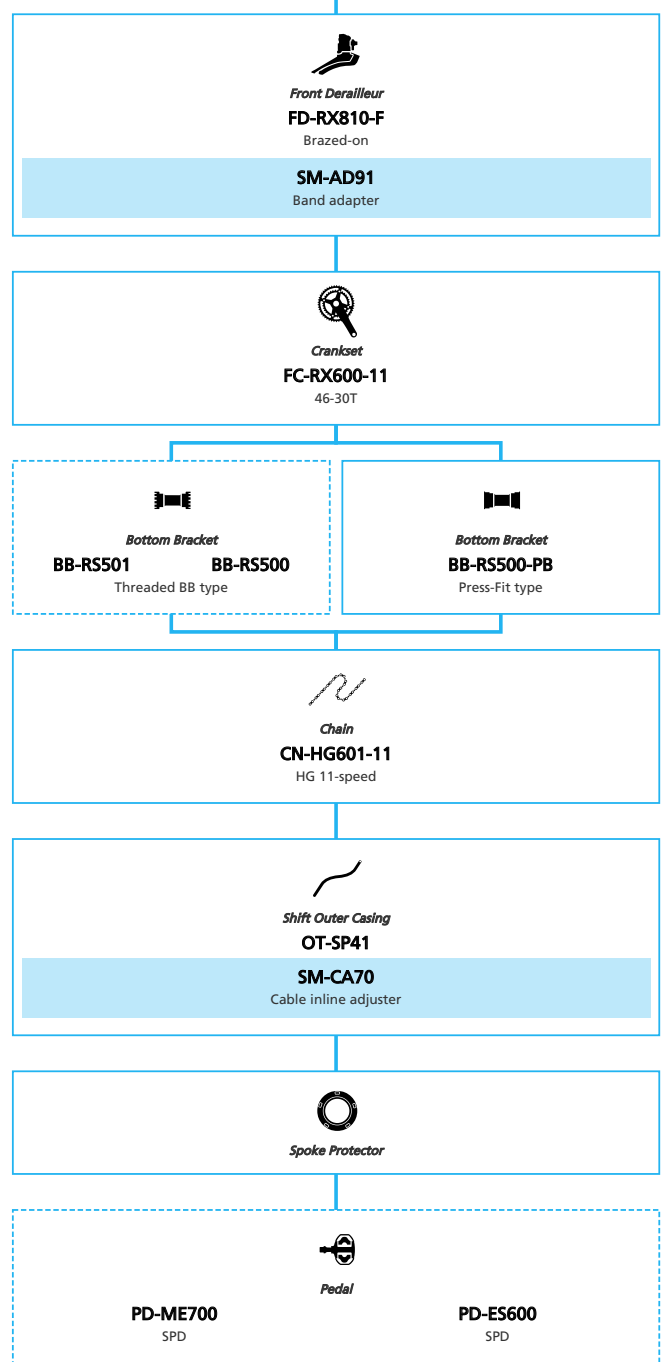 Front Derailleur
FD-RX810-F
Brazed-on
SM-AD91
Band adapter
Crankset
FC-RX600-11
46-30T
Bottom Bracket
BB-RS501 BB-RS500
Threaded BB type
Bottom Bracket
BB-RS500-PB
Press-Fit type
Chain
CN-HG601-11
HG 11-speed
Shift Outer Casing
OT-SP41
SM-CA70
Cable inline adjuster
Spoke Protector
Pedal
PD-ME700
SPD
PD-ES600
SPD